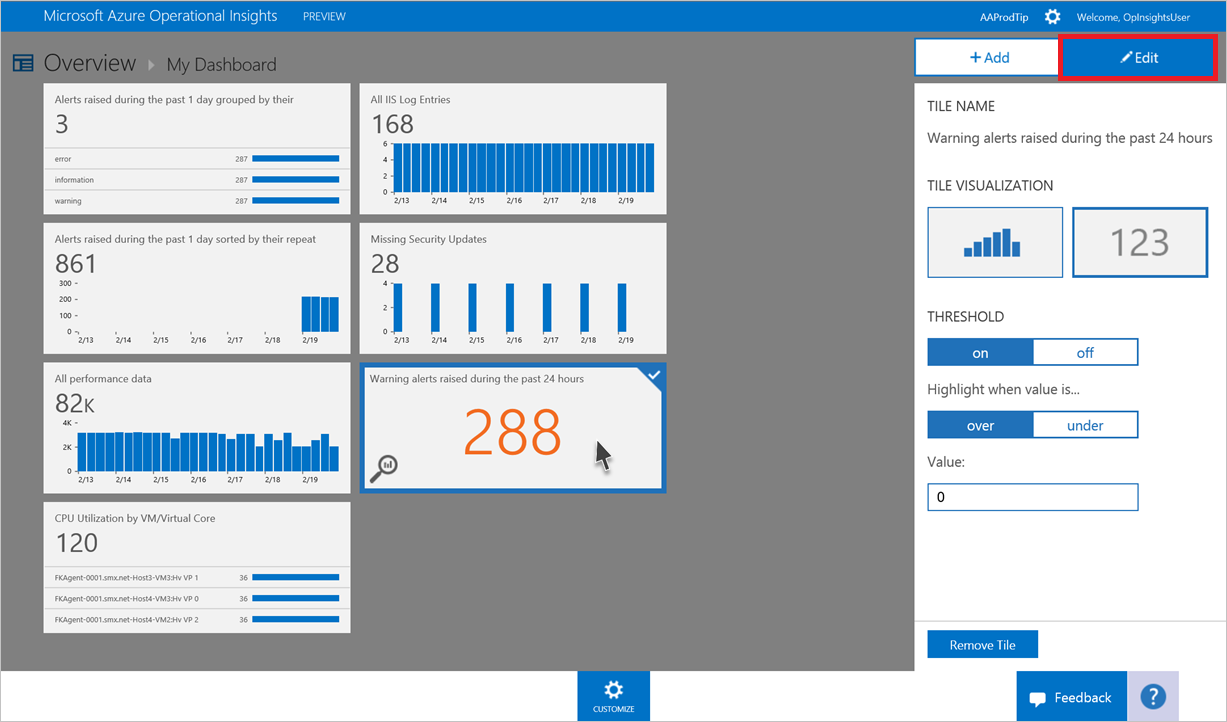 Microsoft Azure Operational Insights PREVIEW AAProdTip Welcome, OpInsightsUser
Overview My Dashboard
+ Add
Edit
Alerts raised during the past 1 day grouped by their
3
error 287
information 287
warning 287
All IIS Log Entries
168
6
4
2
0
2/13 2/14 2/15 2/16 2/17 2/18 2/19
Alerts raised during the past 1 day sorted by their repeat
861
300
200
100
0
2/13 2/14 2/15 2/16 2/17 2/18 2/19
Missing Security Updates
28
4
2
0
2/13 2/14 2/15 2/16 2/17 2/18 2/19
All performance data
82K
4K
2K
0
2/13 2/14 2/15 2/16 2/17 2/18 2/19
Warning alerts raised during the past 24 hours
288
CPU Utilization by VM/Virtual Core
120
FKAgent-0001.smx.net-Host3-VM3:Hv VP 1 36
FKAgent-0001.smx.net-Host4-VM3:Hv VP 0 36
FKAgent-0001.smx.net-Host4-VM2:Hv VP 2 36
TILE NAME
Warning alerts raised during the past 24 hours
TILE VISUALIZATION
123
THRESHOLD
on off
Highlight when value is...
over under
Value:
0
Remove Tile
CUSTOMIZE
Feedback
?